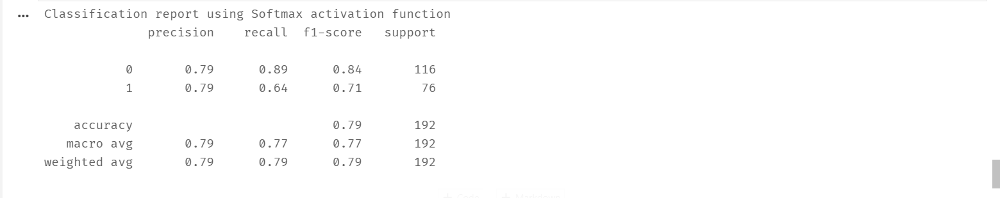 ... Classification report using Softmax activation function
precision recall f1-score support
0 0.79 0.89 0.84 116
1 0.79 0.64 0.71 76
accuracy 0.79 192
macro avg 0.79 0.77 0.77 192
weighted avg 0.79 0.79 0.79 192
+ Code + Markdown